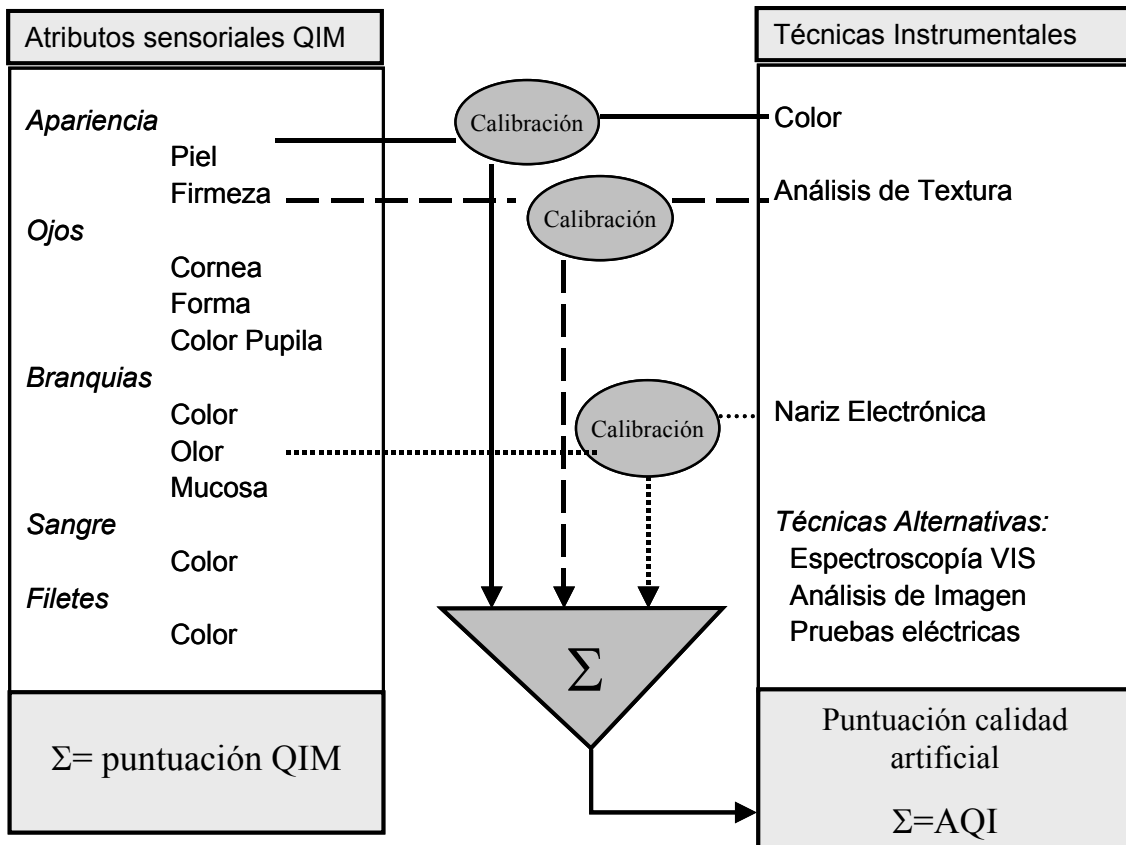 Atributos sensoriales QIM
Apariencia
Piel
Firmeza
Ojos
Cornea
Forma
Color Pupila
Branquias
Color
Olor
Mucosa
Sangre
Color
Filetes
Color
Σ= puntuación QIM
Calibración
Calibración
Calibración
Σ
Técnicas Instrumentales
Color
Análisis de Textura
Nariz Electrónica
Técnicas Alternativas:
Espectroscopía VIS
Análisis de Imagen
Pruebas eléctricas
Puntuación calidad
artificial
Σ=AQI